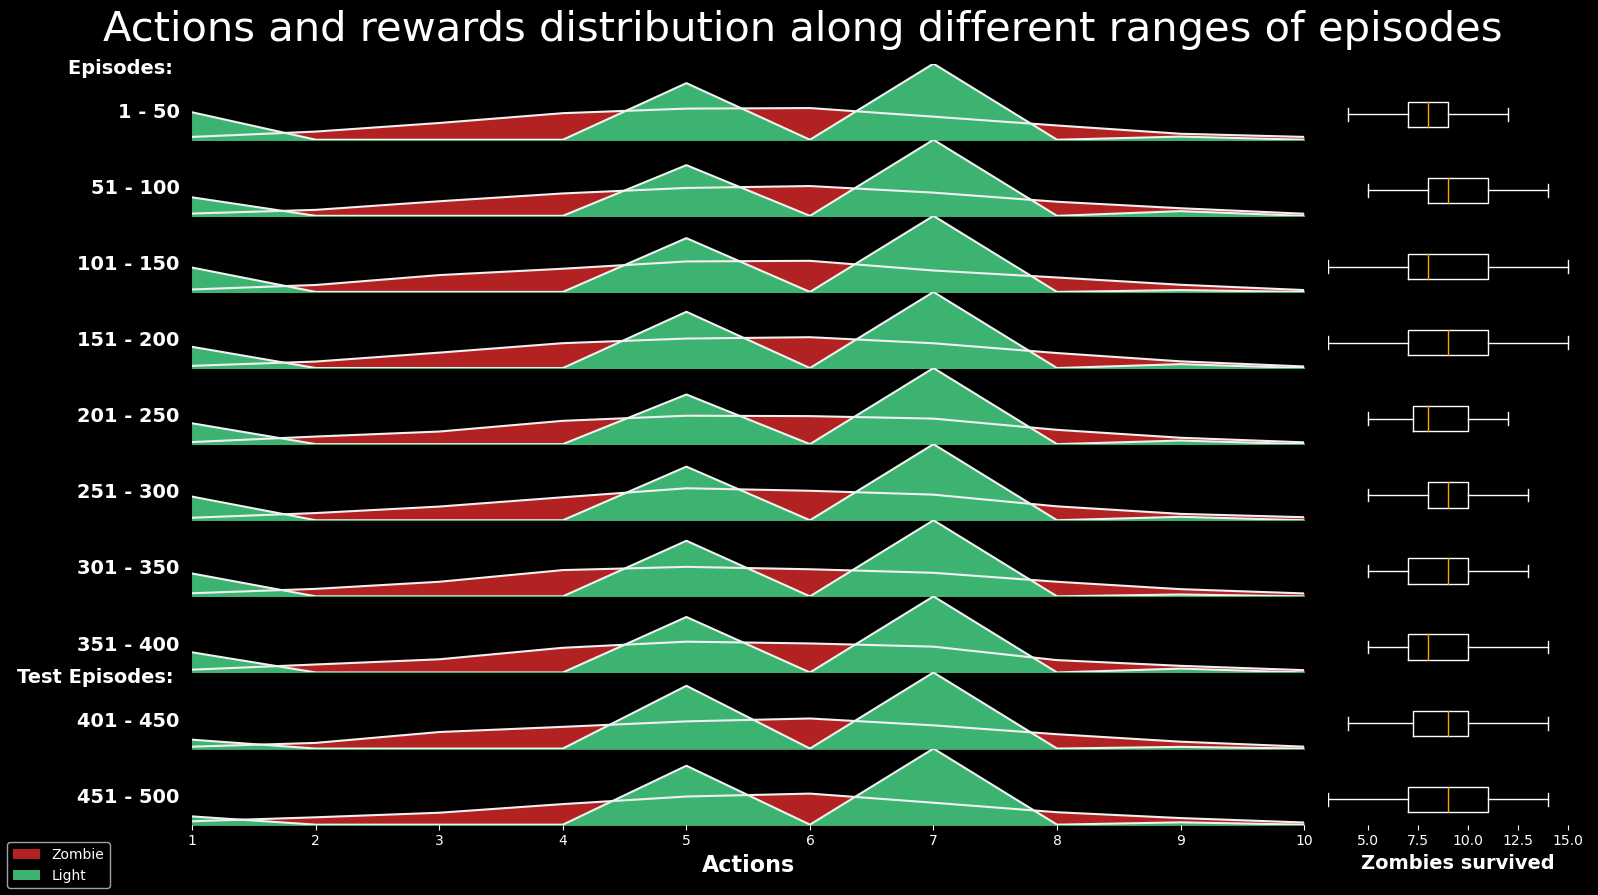 Actions and rewards distribution along different ranges of episodes
Episodes:
1 - 50
51 - 100
101 - 150
151 - 200
201 - 250
251 - 300
301 - 350
351 - 400
Test Episodes:
401 - 450
451 - 500
1 2 3 4 5 6 7 8 9 10
5.0 7.5 10.0 12.5 15.0
Actions
Zombies survived
Zombie
Light